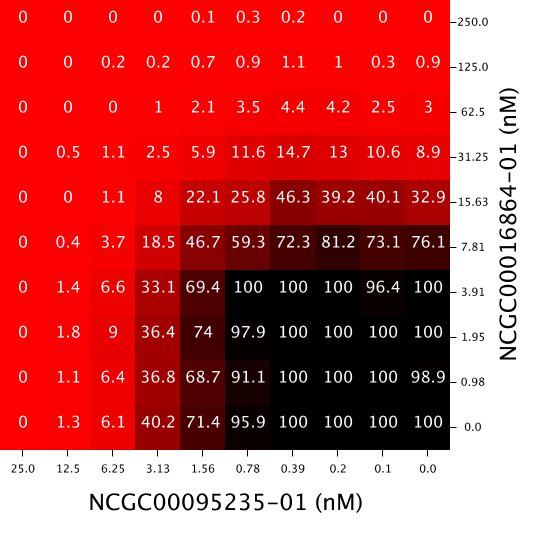 0 0 0 0 0.1 0.3 0.2 0 0 0 250.0
0 0 0.2 0.2 0.7 0.9 1.1 1 0.3 0.9 125.0
0 0 0 1 2.1 3.5 4.4 4.2 2.5 3 62.5
0 0.5 1.1 2.5 5.9 11.6 14.7 13 10.6 8.9 31.25
0 0 1.1 8 22.1 25.8 46.3 39.2 40.1 32.9 15.63
0 0.4 3.7 18.5 46.7 59.3 72.3 81.2 73.1 76.1 7.81
0 1.4 6.6 33.1 69.4 100 100 100 96.4 100 3.91
0 1.8 9 36.4 74 97.9 100 100 100 100 1.95
0 1.1 6.4 36.8 68.7 91.1 100 100 100 98.9 0.98
0 1.3 6.1 40.2 71.4 95.9 100 100 100 100 0.0
25.0 12.5 6.25 3.13 1.56 0.78 0.39 0.2 0.1 0.0
NCGC00095235-01 (nM)
NCGC00016864-01 (nM)